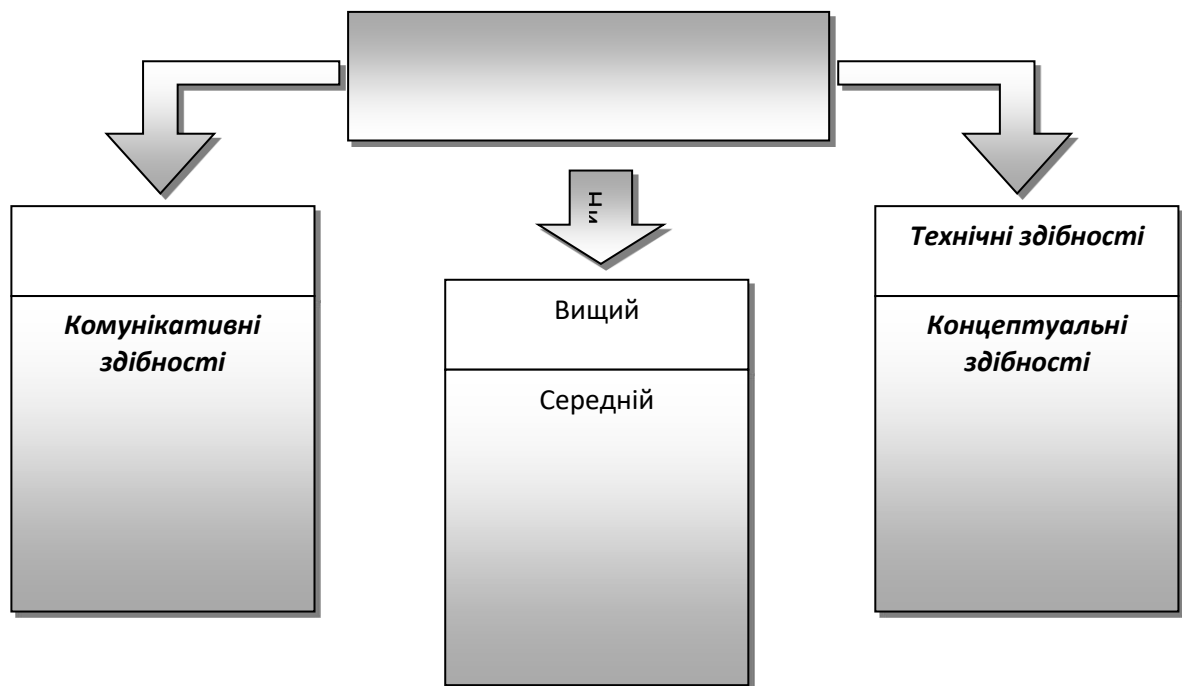 Технічні здібності
Комунікативні
здібності
Вищий
Середній
Концептуальні
здібності